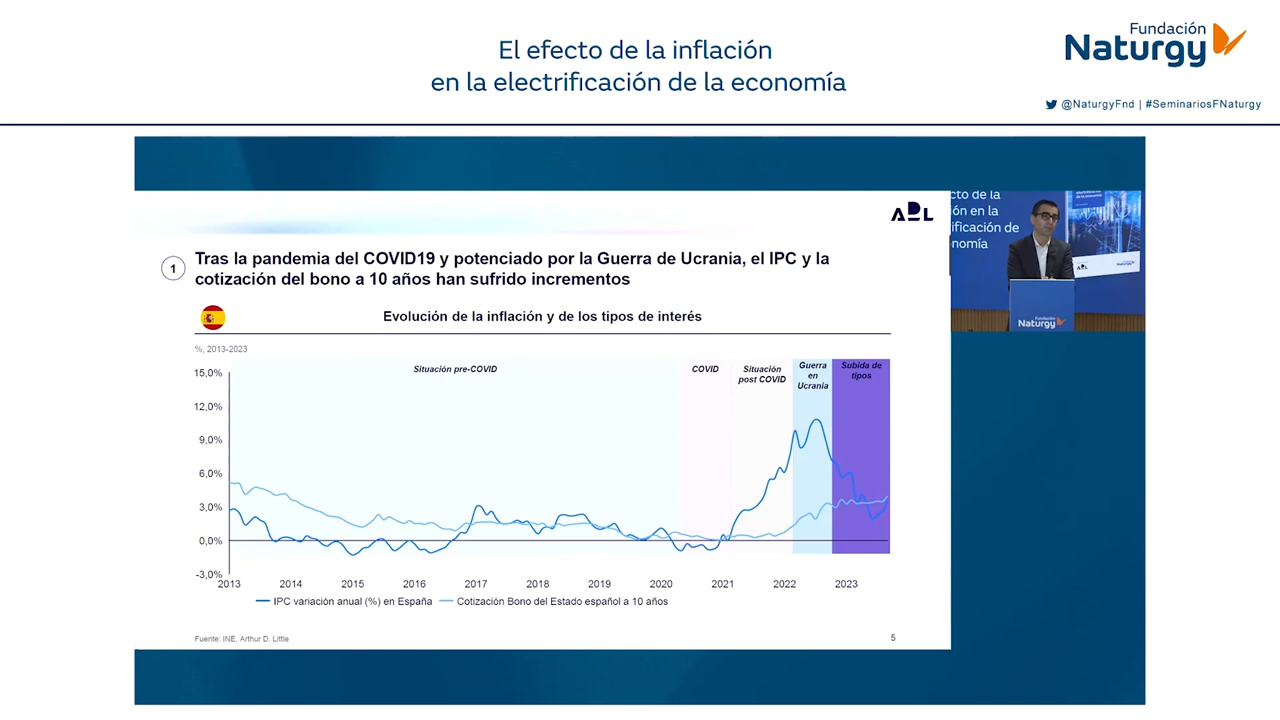 El efecto de la inflación
en la electrificación de la economía
Fundación
Naturgy
@NaturgyFnd | #SeminariosFNaturgy
ADL
1
Tras la pandemia del COVID19 y potenciado por la Guerra de Ucrania, el IPC y la
cotización del bono a 10 años han sufrido incrementos
Evolución de la inflación y de los tipos de interés
%, 2013-2023
Situación pre-COVID
COVID
Situación
post COVID
Guerra
en
Ucrania
Subida de
tipos
15,0%
12,0%
9,0%
6,0%
3,0%
0,0%
-3,0%
2013 2014 2015 2016 2017 2018 2019 2020 2021 2022 2023
IPC variación anual (%) en España Cotización Bono del Estado español a 10 años
Fuente: INE, Arthur D. Little
5
cto de la
ión en la
ificación de
nomía
ADL
Fundación
Naturgy